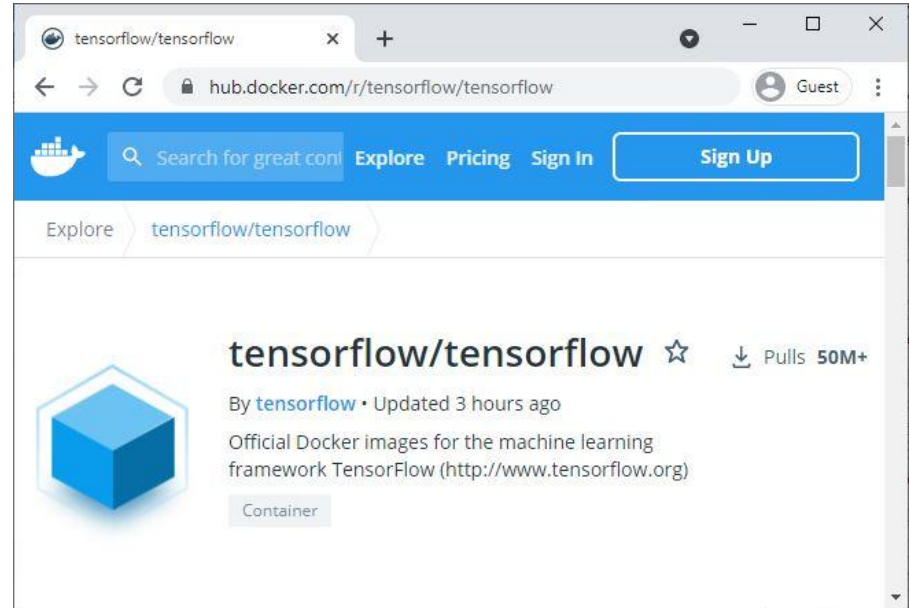 tensorflow/tensorflow
hub.docker.com/r/tensorflow/tensorflow
Guest
Search for great cont
Explore Pricing Sign In Sign Up
Explore tensorflow/tensorflow
tensorflow/tensorflow
Pulls 50M+
By tensorflow • Updated 3 hours ago
Official Docker images for the machine learning
framework TensorFlow (http://www.tensorflow.org)
Container